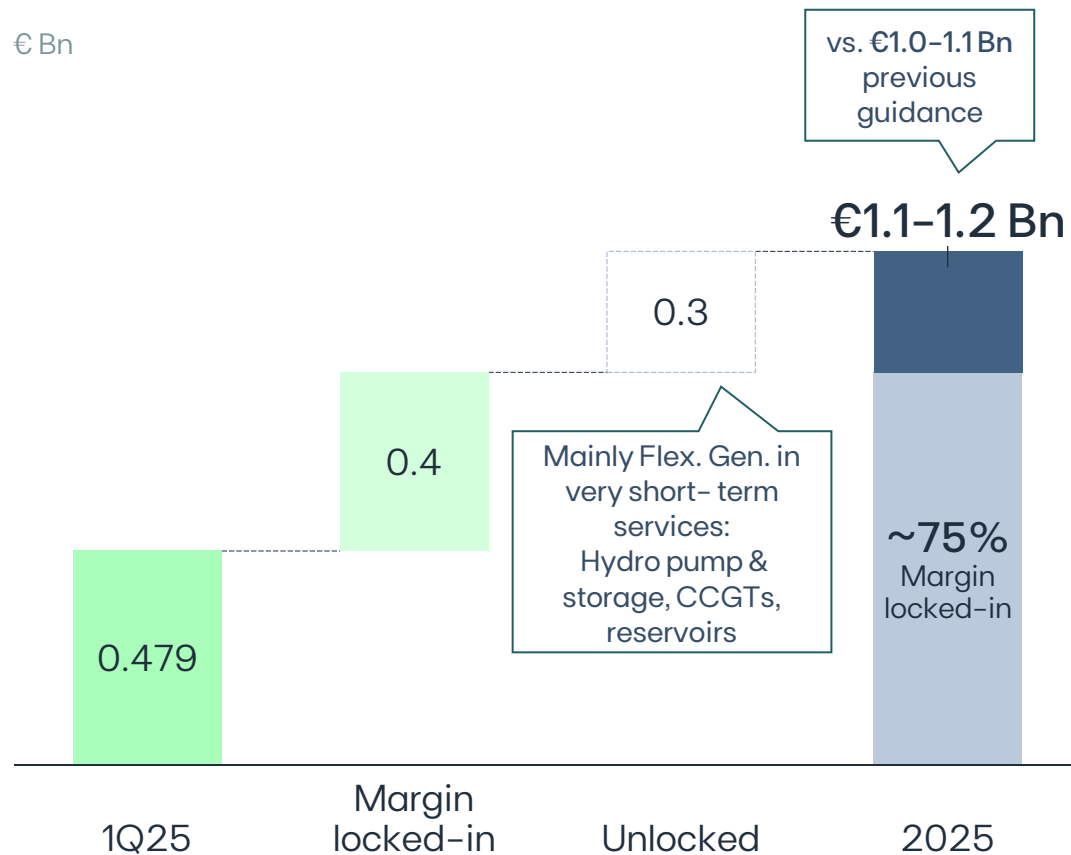 € Bn
vs. €1.0-1.1 Bn
previous
guidance
€1.1-1.2 Bn
0.3
0.4
Mainly Flex. Gen. in
very short- term
services:
Hydro pump &
storage, CCGTs,
reservoirs
~75%
Margin
locked-in
0.479
1Q25
Margin
locked-in
Unlocked
2025